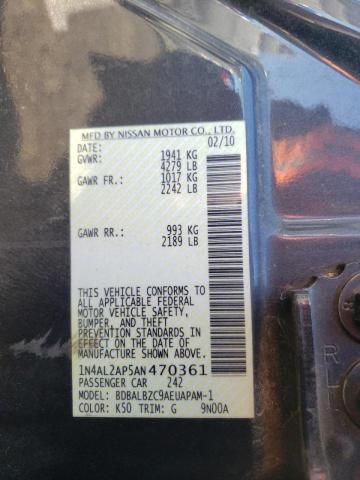 MFD BY NISSAN MOTOR CO., LTD.
DATE: 02/10
GVWR: 1941 KG
4279 LB
GAWR FR.: 1017 KG
2242 LB
GAWR RR.: 993 KG
2189 LB
THIS VEHICLE CONFORMS TO
ALL APPLICABLE FEDERAL
MOTOR VEHICLE SAFETY,
BUMPER, AND THEFT
PREVENTION STANDARDS IN
EFFECT ON THE DATE OF
MANUFACTURE SHOWN ABOVE.
1N4AL2AP5AN470361
PASSENGER CAR 242
MODEL: BDBALBZC9AEUAPAM-1
COLOR: K50 TRIM: G 9N00A
R
L